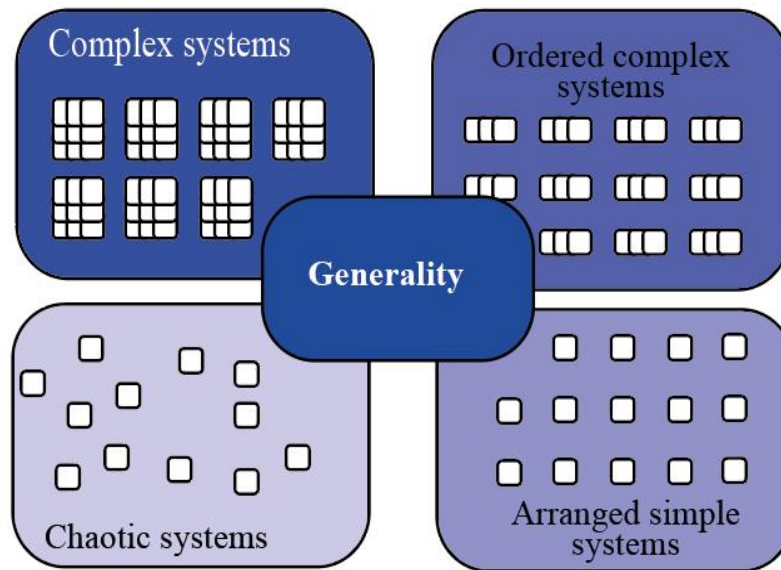 Complex systems
Ordered complex
systems
Generality
Chaotic systems
Arranged simple
systems